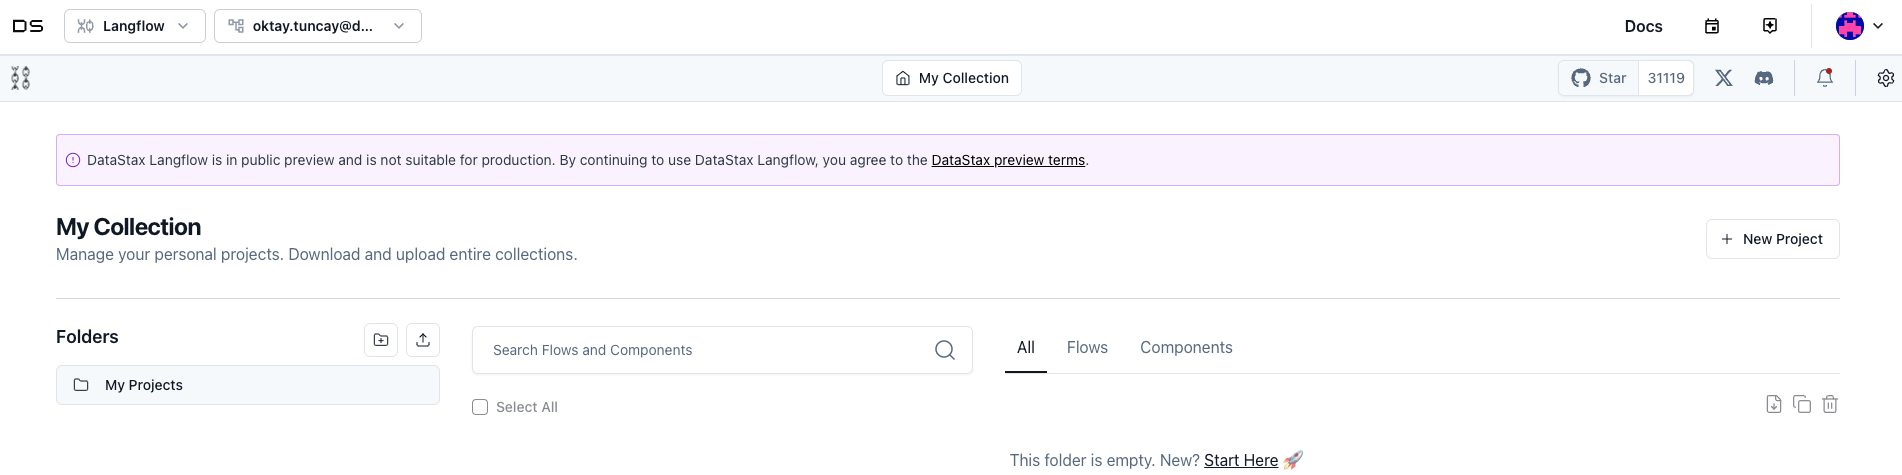 DS Langflow oktay.tuncay@d... Docs
My Collection Star 31119
DataStax Langflow is in public preview and is not suitable for production. By continuing to use DataStax Langflow, you agree to the DataStax preview terms.
My Collection
Manage your personal projects. Download and upload entire collections.
+ New Project
Folders
My Projects
Search Flows and Components
All Flows Components
Select All
This folder is empty. New? Start Here 🚀